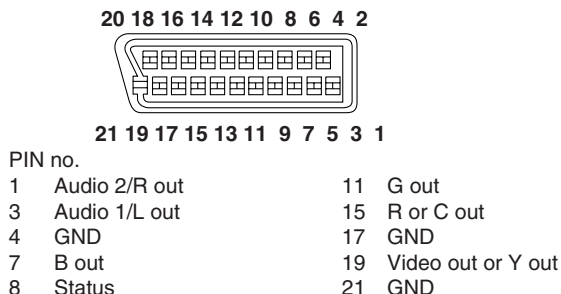 20 18 16 14 12 10 8 6 4 2
21 19 17 15 13 11 9 7 5 3 1
PIN no.
1 Audio 2/R out
3 Audio 1/L out
4 GND
7 B out
8 Status
11 G out
15 R or C out
17 GND
19 Video out or Y out
21 GND